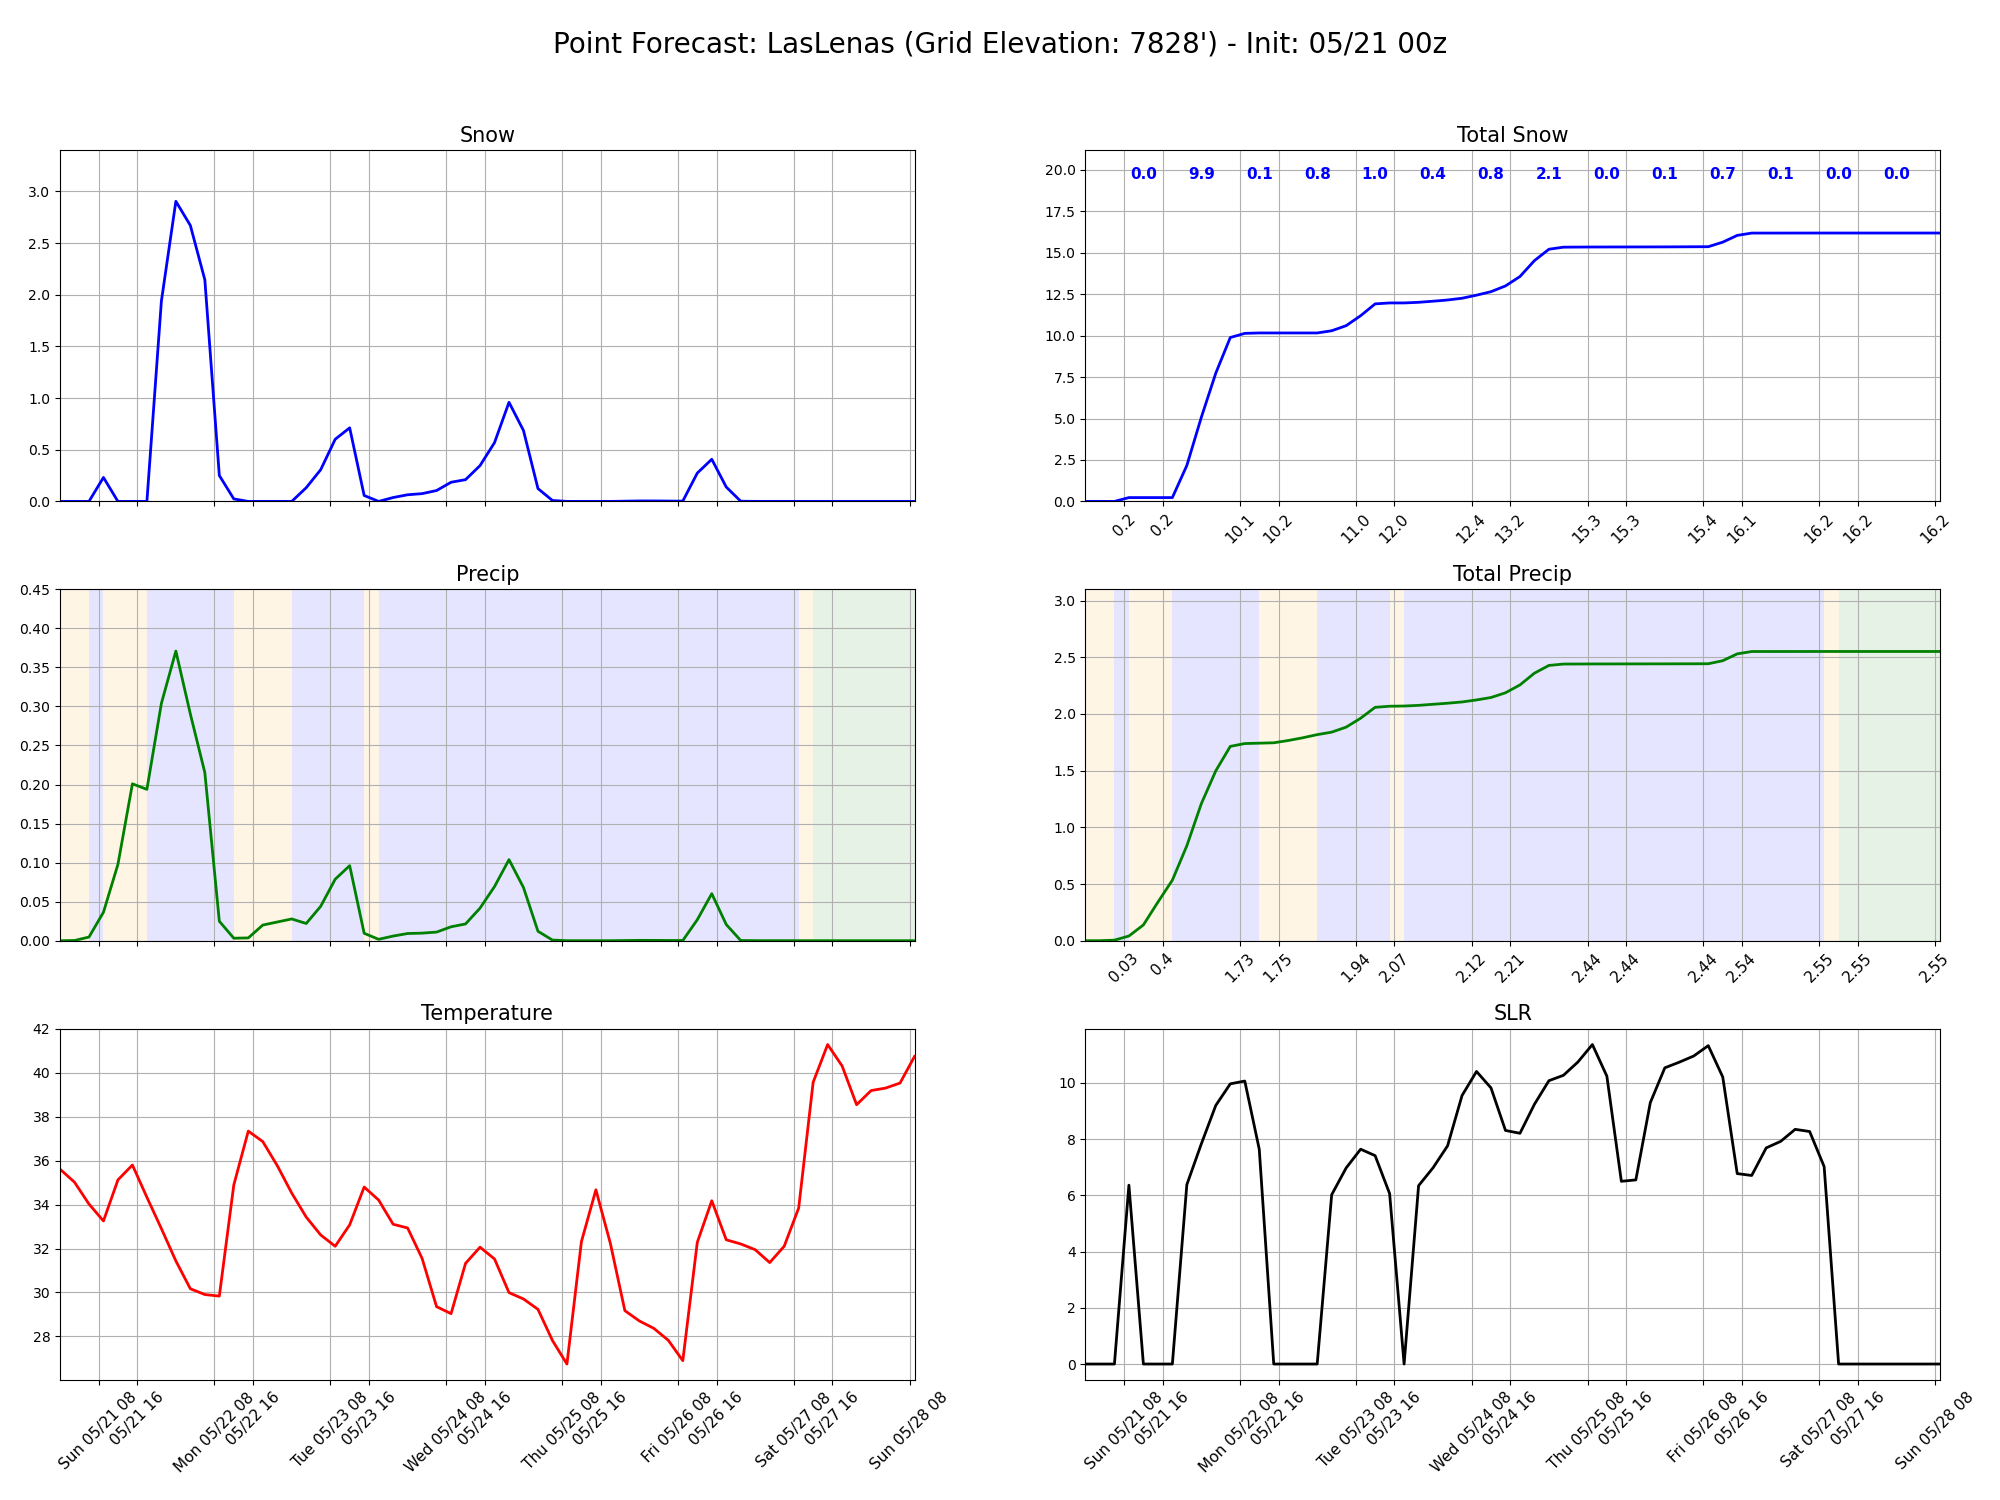 Point Forecast: LasLenas (Grid Elevation: 7828') - Init: 05/21 00z
Snow
3.0
2.5
2.0
1.5
1.0
0.5
0.0
Total Snow
20.0
17.5
15.0
12.5
10.0
7.5
5.0
2.5
0.0
0.0 9.9 0.1 0.8 1.0 0.4 0.8 2.1 0.0 0.1 0.7 0.1 0.0 0.0
0.2 0.2 10.1 10.2 11.0 12.0 12.4 13.2 15.3 15.3 15.4 16.1 16.2 16.2 16.2
Precip
0.45
0.40
0.35
0.30
0.25
0.20
0.15
0.10
0.05
0.00
Total Precip
3.0
2.5
2.0
1.5
1.0
0.5
0.0
0.03 0.4 1.73 1.75 1.94 2.07 2.12 2.21 2.44 2.44 2.44 2.54 2.55 2.55 2.55
Temperature
42
40
38
36
34
32
30
28
Sun 05/21 08
05/21 16
Mon 05/22 08
05/22 16
Tue 05/23 08
05/23 16
Wed 05/24 08
05/24 16
Thu 05/25 08
05/25 16
Fri 05/26 08
05/26 16
Sat 05/27 08
05/27 16
Sun 05/28 08
SLR
10
8
6
4
2
0
Sun 05/21 08
05/21 16
Mon 05/22 08
05/22 16
Tue 05/23 08
05/23 16
Wed 05/24 08
05/24 16
Thu 05/25 08
05/25 16
Fri 05/26 08
05/26 16
Sat 05/27 08
05/27 16
Sun 05/28 08